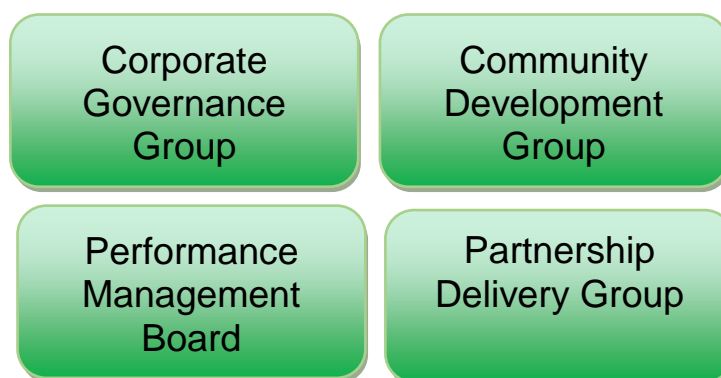 Corporate
Governance
Group
Community
Development
Group
Performance
Management
Board
Partnership
Delivery Group